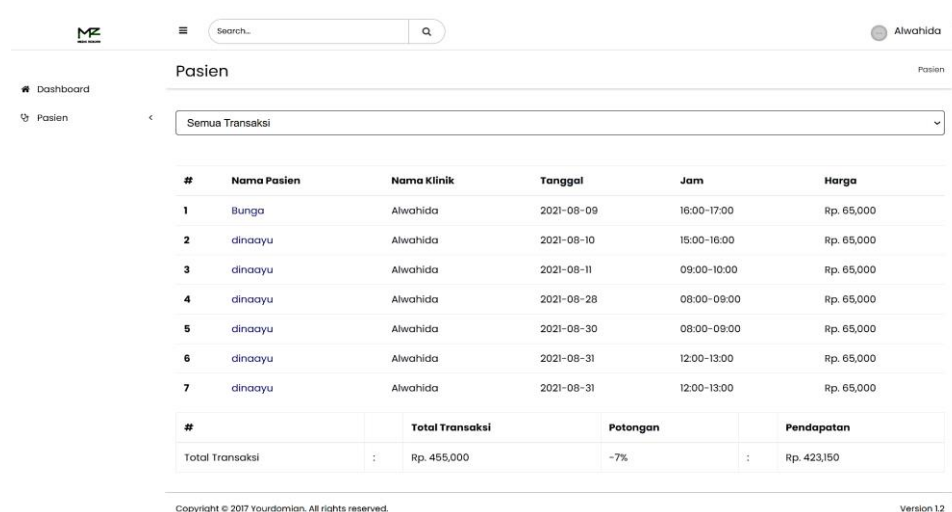 MZ
Search...
Alwahida
Dashboard
Pasien
Pasien
Pasien
Semua Transaksi
# Nama Pasien Nama Klinik Tanggal Jam Harga
1 Bunga Alwahida 2021-08-09 16:00-17:00 Rp. 65,000
2 dinaayu Alwahida 2021-08-10 15:00-16:00 Rp. 65,000
3 dinaayu Alwahida 2021-08-11 09:00-10:00 Rp. 65,000
4 dinaayu Alwahida 2021-08-28 08:00-09:00 Rp. 65,000
5 dinaayu Alwahida 2021-08-30 08:00-09:00 Rp. 65,000
6 dinaayu Alwahida 2021-08-31 12:00-13:00 Rp. 65,000
7 dinaayu Alwahida 2021-08-31 12:00-13:00 Rp. 65,000
# Total Transaksi Potongan Pendapatan
Total Transaksi : Rp. 455,000 -7% : Rp. 423,150
Copyright © 2017 Yourdomian. All rights reserved.
Version 1.2